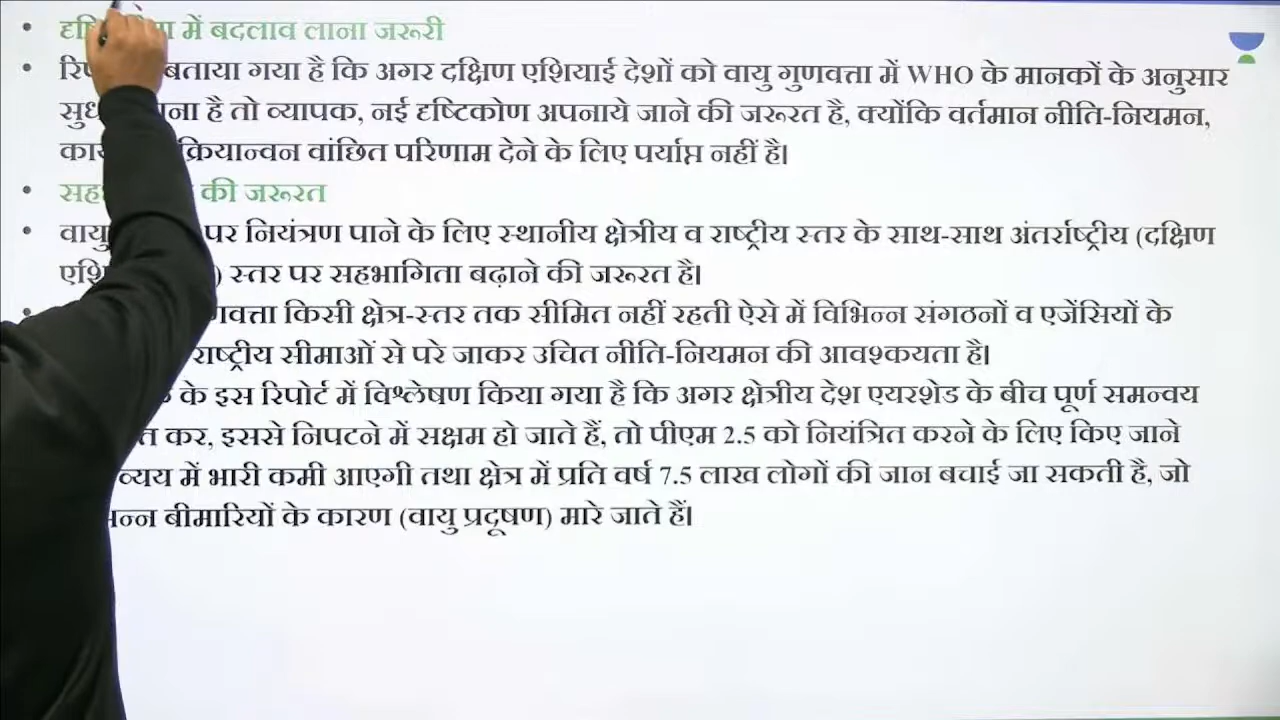 में बदलाव लाना जरूरी
बताया गया है कि अगर दक्षिण एशियाई देशों को वायु गुणवत्ता में WHO के मानकों के अनुसार
है तो व्यापक, नई दृष्टिकोण अपनाये जाने की जरूरत है, क्योंकि वर्तमान नीति-नियमन,
क्रियान्वन वांछित परिणाम देने के लिए पर्याप्त नहीं है।
की जरूरत
वायु पर नियंत्रण पाने के लिए स्थानीय क्षेत्रीय व राष्ट्रीय स्तर के साथ-साथ अंतर्राष्ट्रीय (दक्षिण
) स्तर पर सहभागिता बढ़ाने की जरूरत है।
किसी क्षेत्र-स्तर तक सीमित नहीं रहती ऐसे में विभिन्न संगठनों व एजेंसियों के
राष्ट्रीय सीमाओं से परे जाकर उचित नीति-नियमन की आवश्कयता है।
के इस रिपोर्ट में विश्लेषण किया गया है कि अगर क्षेत्रीय देश एयरशेड के बीच पूर्ण समन्वय
कर, इससे निपटने में सक्षम हो जाते हैं, तो पीएम 2.5 को नियंत्रित करने के लिए किए जाने
व्यय में भारी कमी आएगी तथा क्षेत्र में प्रति वर्ष 7.5 लाख लोगों की जान बचाई जा सकती है, जो
बीमारियों के कारण (वायु प्रदूषण) मारे जाते हैं।